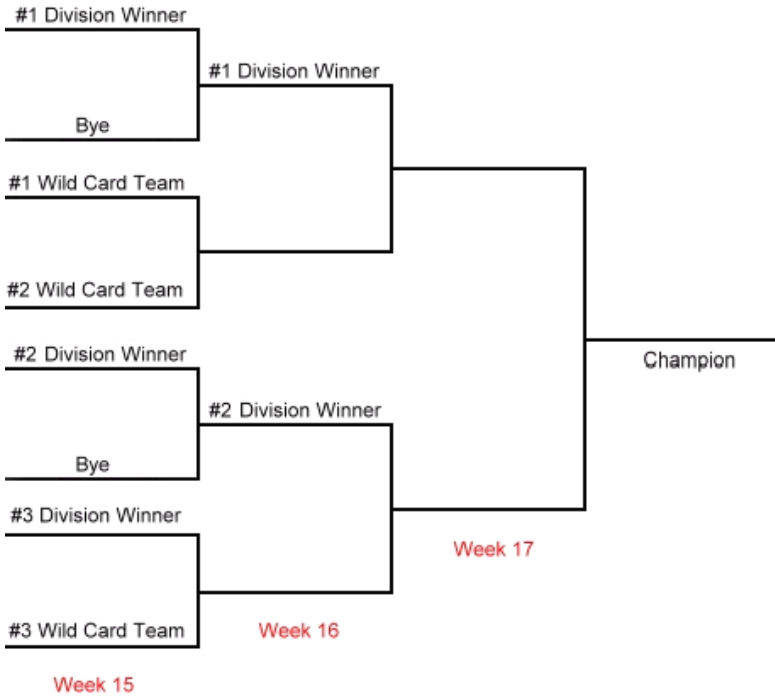 #1 Division Winner
#1 Division Winner
Bye
#1 Wild Card Team
#2 Wild Card Team
#2 Division Winner
Champion
#2 Division Winner
Bye
#3 Division Winner
Week 17
#3 Wild Card Team
Week 16
Week 15